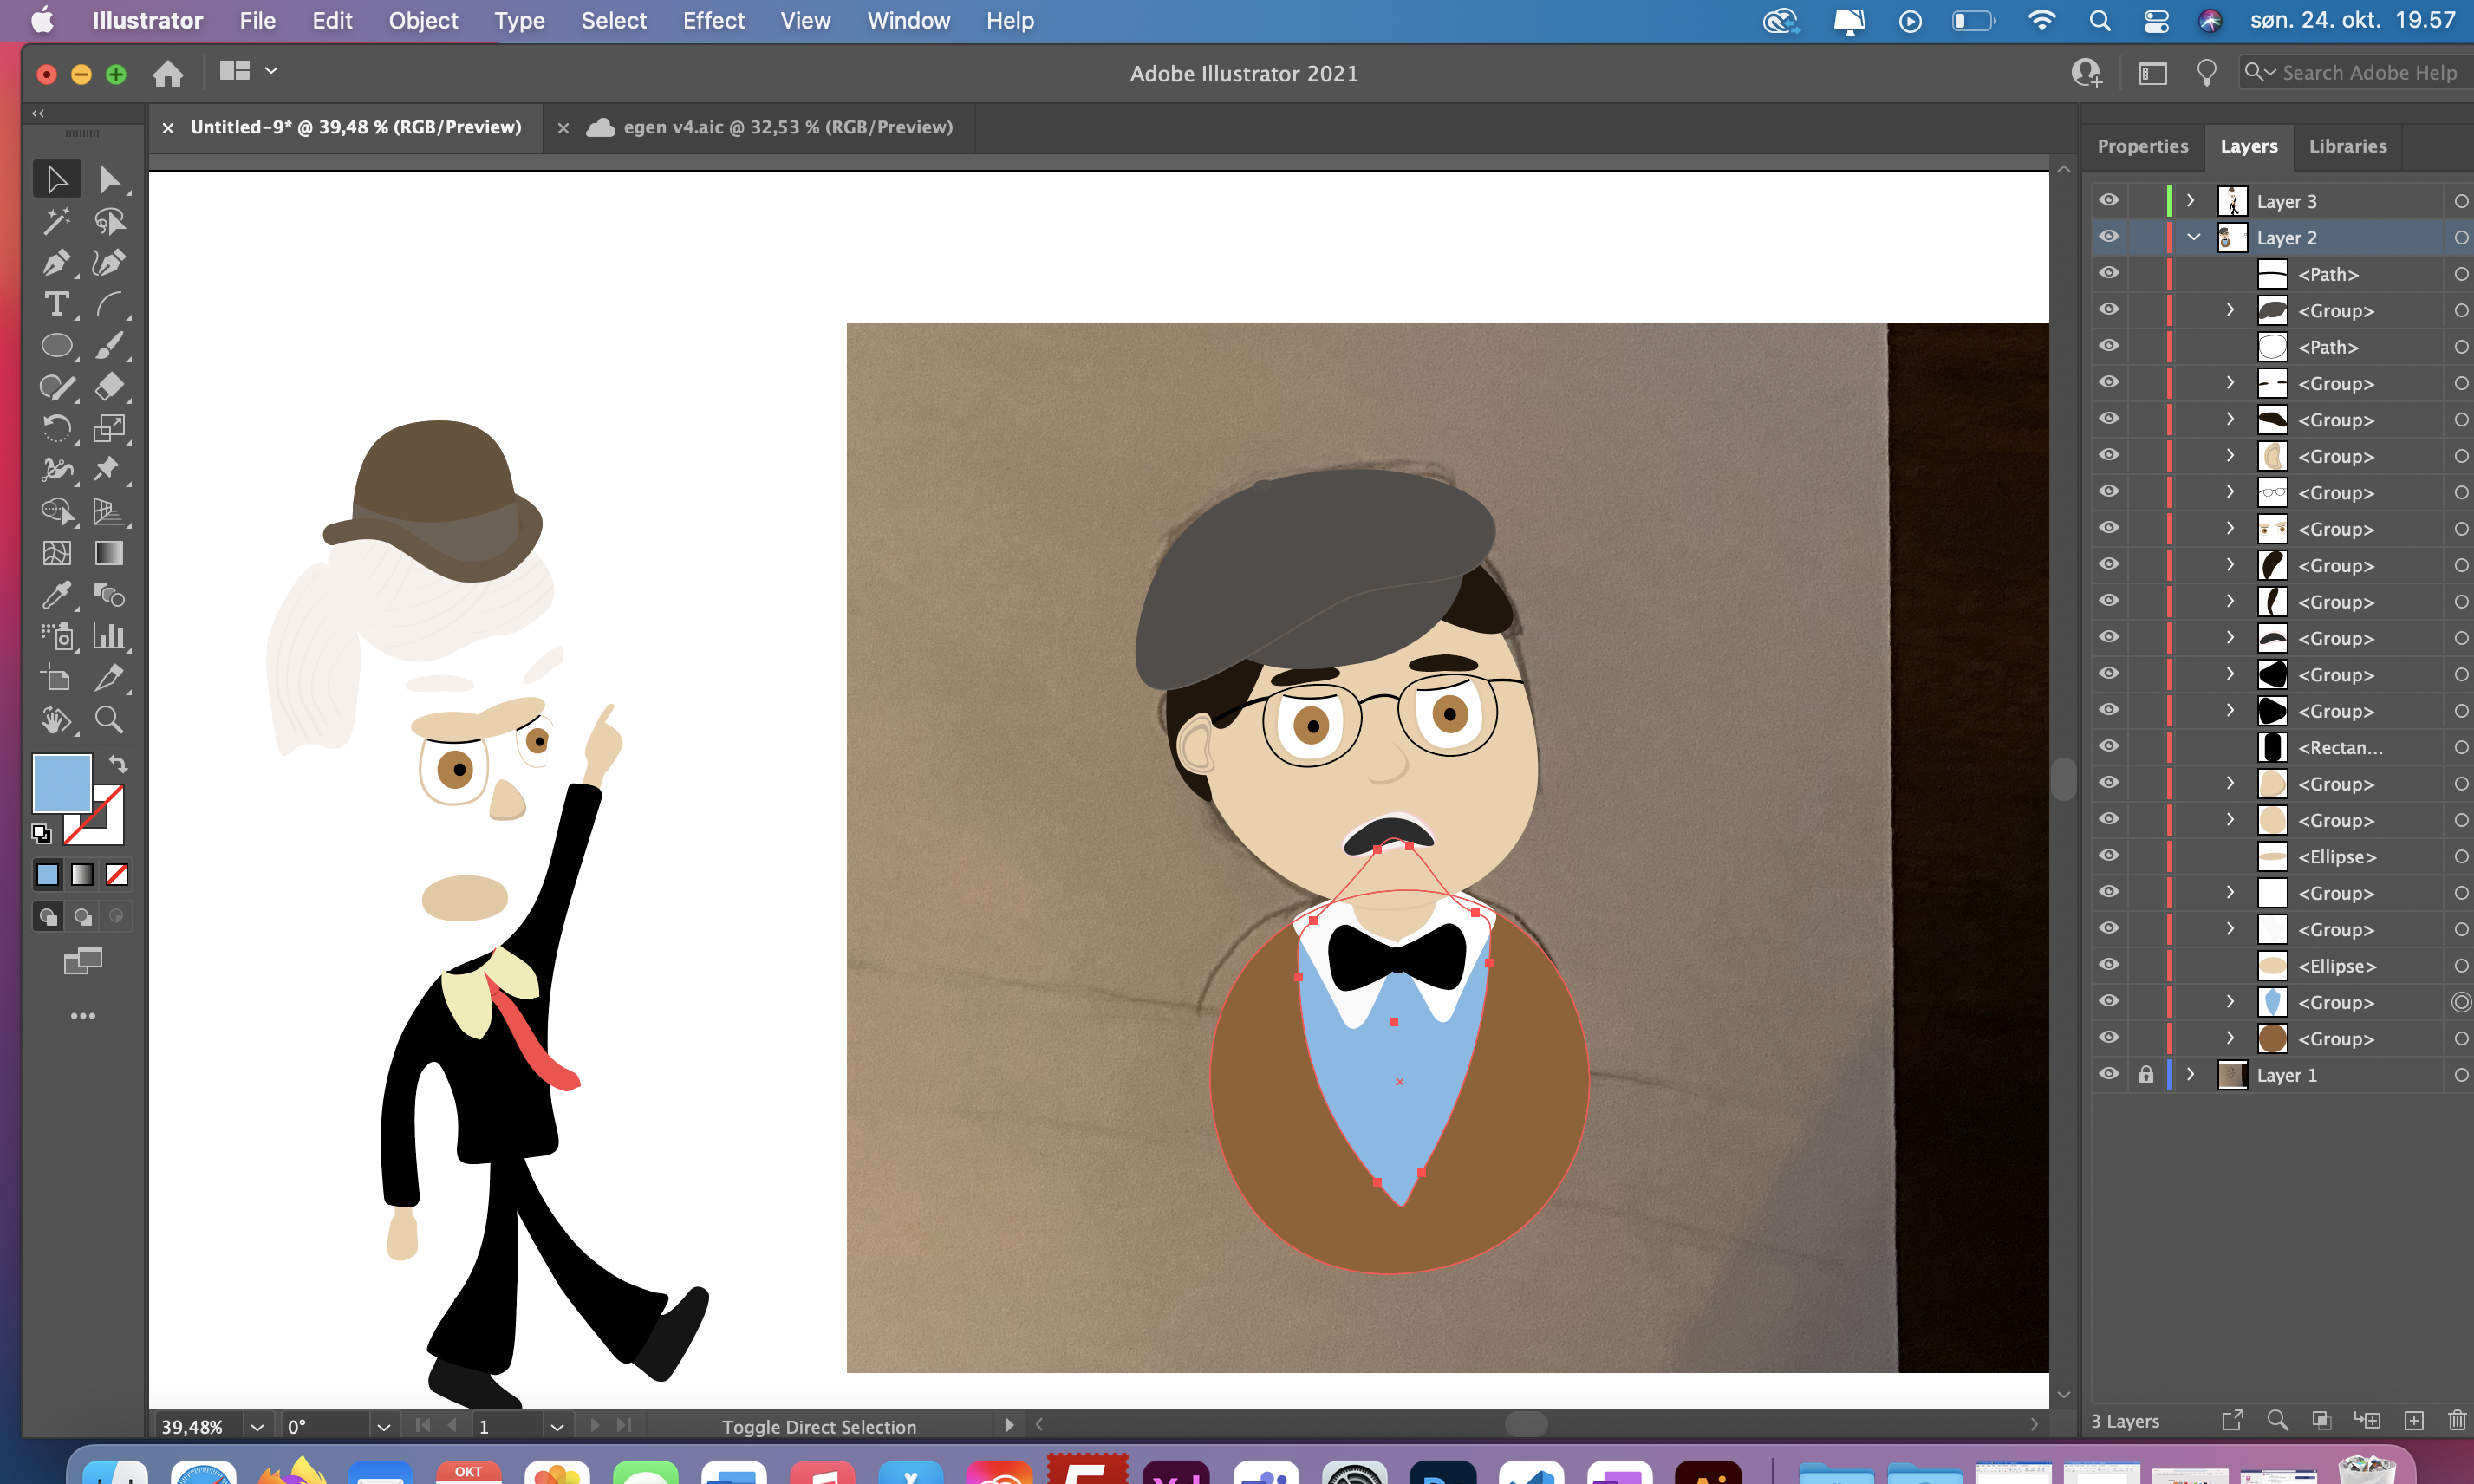 Illustrator File Edit Object Type Select Effect View Window Help søn. 24. okt. 19.57
Adobe Illustrator 2021
Search Adobe Help
Untitled-9* @ 39,48 % (RGB/Preview)
egen v4.aic @ 32,53 % (RGB/Preview)
Properties Layers Libraries
Layer 3
Layer 2
<Path>
<Group>
<Path>
<Group>
<Group>
<Group>
<Group>
<Group>
<Group>
<Group>
<Group>
<Group>
<Group>
<Rectan...
<Group>
<Group>
<Ellipse>
<Group>
<Group>
<Ellipse>
<Group>
<Group>
Layer 1
39,48% 0° 1 Toggle Direct Selection
3 Layers
OKT